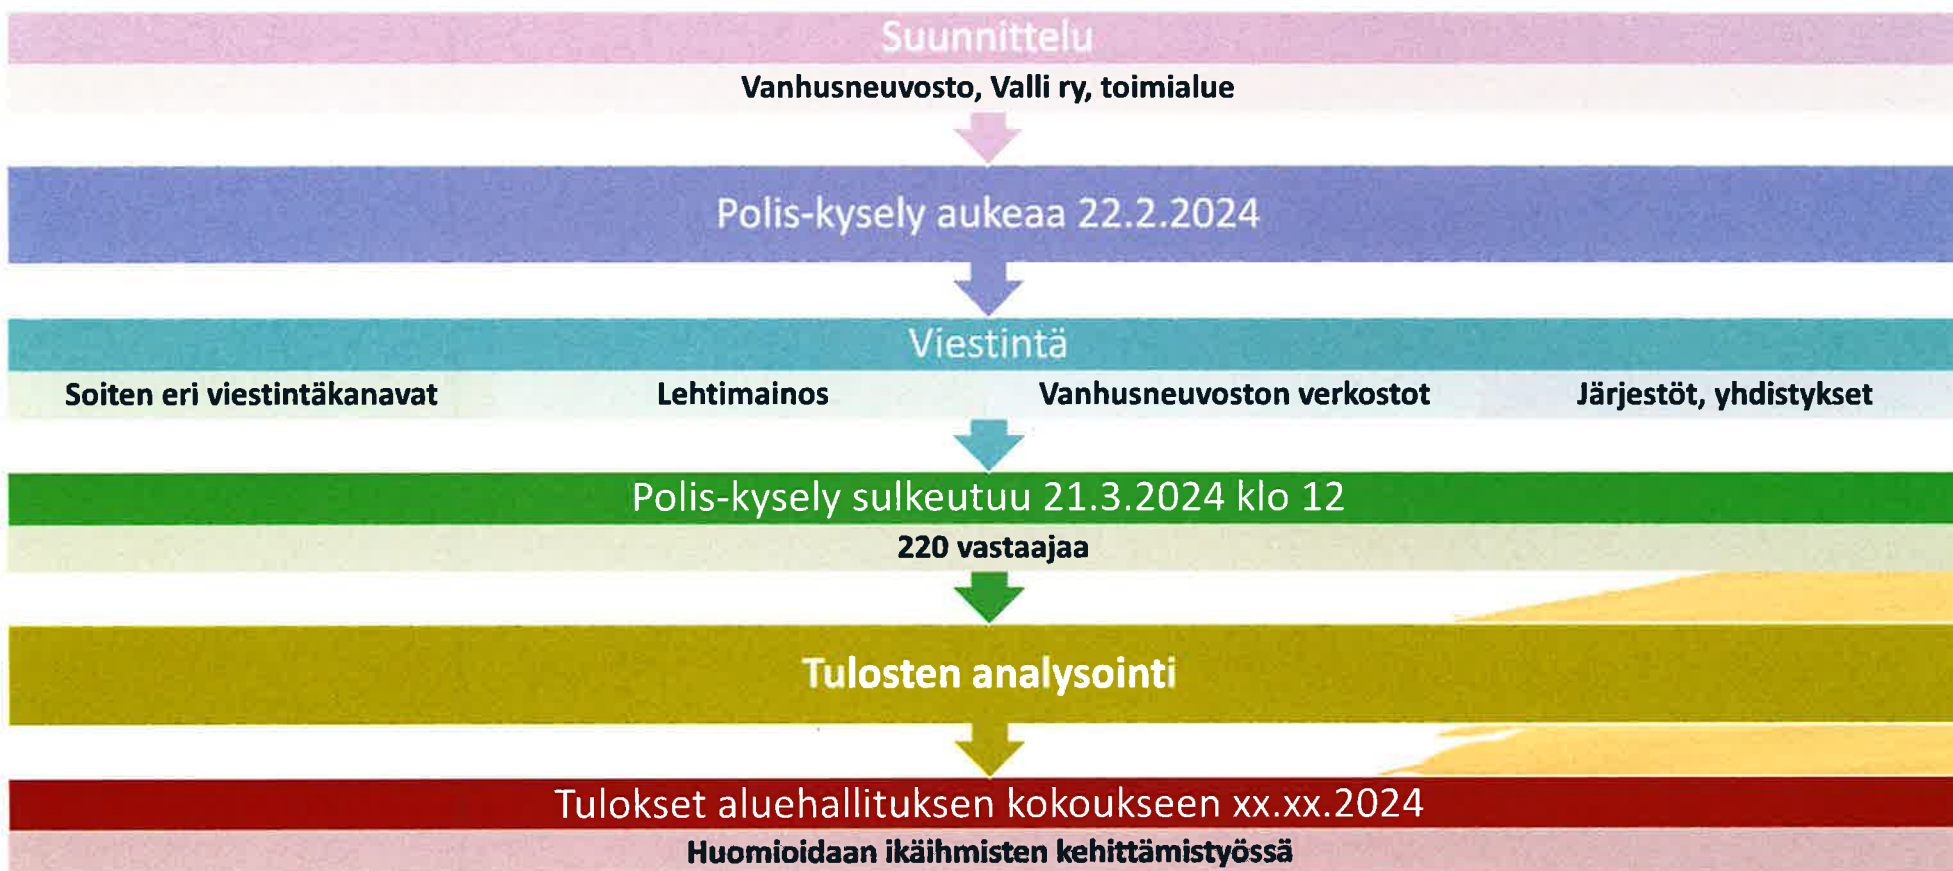 Suunnittelu
Vanhusneuvosto, Valli ry, toimialue
Polis-kysely aukeaa 22.2.2024
Viestintä
Soiten eri viestintäkanavat
Lehtimainos
Vanhusneuvoston verkostot
Järjestöt, yhdistykset
Polis-kysely sulkeutuu 21.3.2024 klo 12
220 vastaajaa
Tulosten analysointi
Tulokset aluehallituksen kokoukseen xx.xx.2024
Huomioidaan ikäihmisten kehittämistyössä